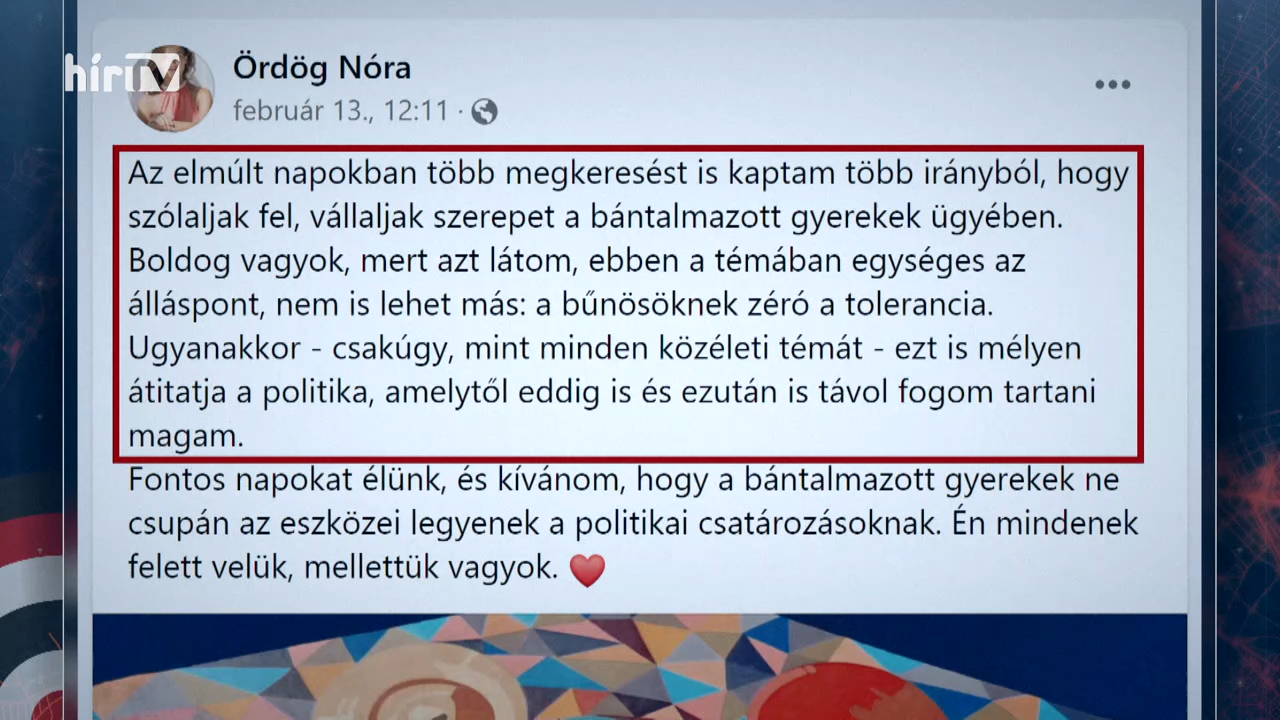 hírTV
Ördög Nóra
február 13., 12:11 ·
Az elmúlt napokban több megkeresést is kaptam több irányból, hogy
szólaljak fel, vállaljak szerepet a bántalmazott gyerekek ügyében.
Boldog vagyok, mert azt látom, ebben a témában egységes az
álláspont, nem is lehet más: a bűnösöknek zéró a tolerancia.
Ugyanakkor - csakúgy, mint minden közéleti témát - ezt is mélyen
átitatja a politika, amelytől eddig is és ezután is távol fogom tartani
magam.
Fontos napokat élünk, és kívánom, hogy a bántalmazott gyerekek ne
csupán az eszközei legyenek a politikai csatározásoknak. Én mindenek
felett velük, mellettük vagyok. ❤️